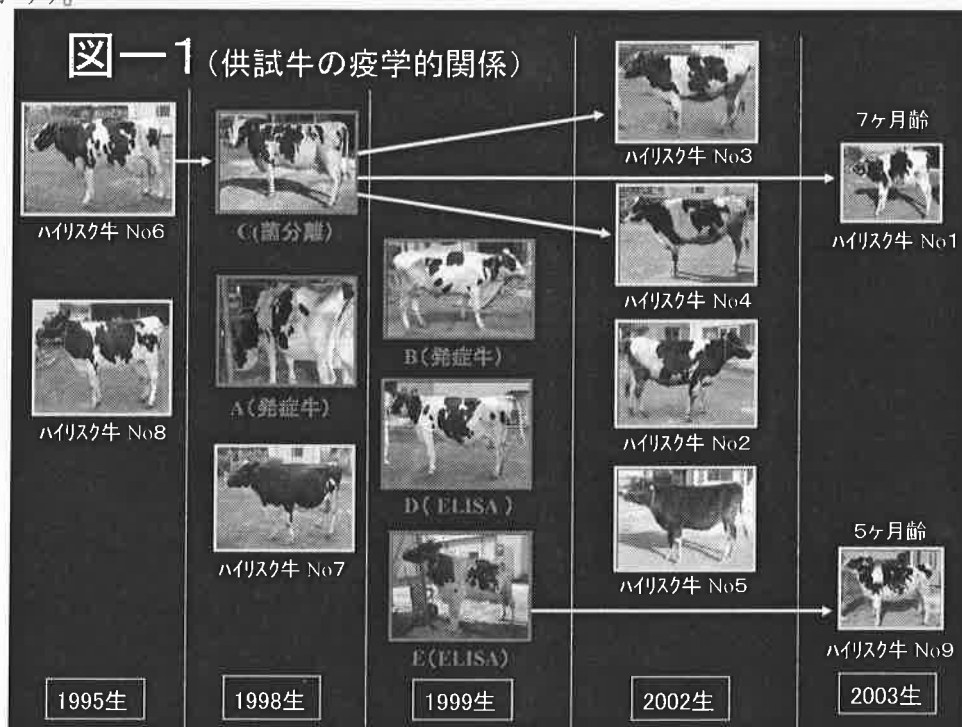 図ー1(供試牛の疫学的関係)
ハイリスク牛 No6
ハイリスク牛 No8
1995生
C(菌分離)
A(発症牛)
ハイリスク牛 No7
1998生
B(発症牛)
D(ELISA)
E(ELISA)
1999生
ハイリスク牛 No3
ハイリスク牛 No4
ハイリスク牛 No2
ハイリスク牛 No5
2002生
7ヶ月齢
ハイリスク牛 No1
5ヶ月齢
ハイリスク牛 No9
2003生